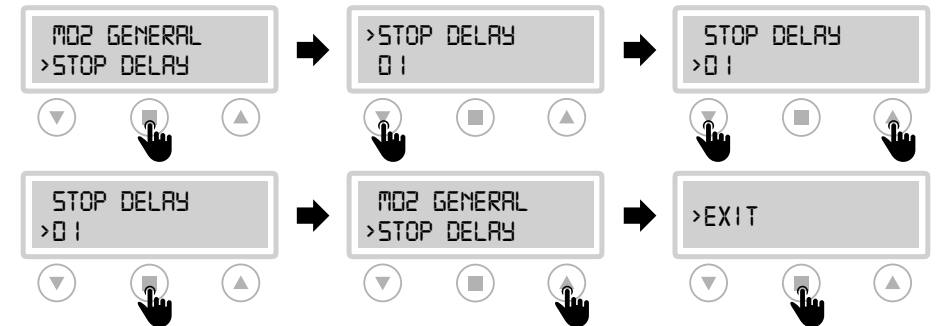 M02 GENERAL
>STOP DELAY
>STOP DELAY
01
STOP DELAY
>01
STOP DELAY
>01
M02 GENERAL
>STOP DELAY
>EXIT